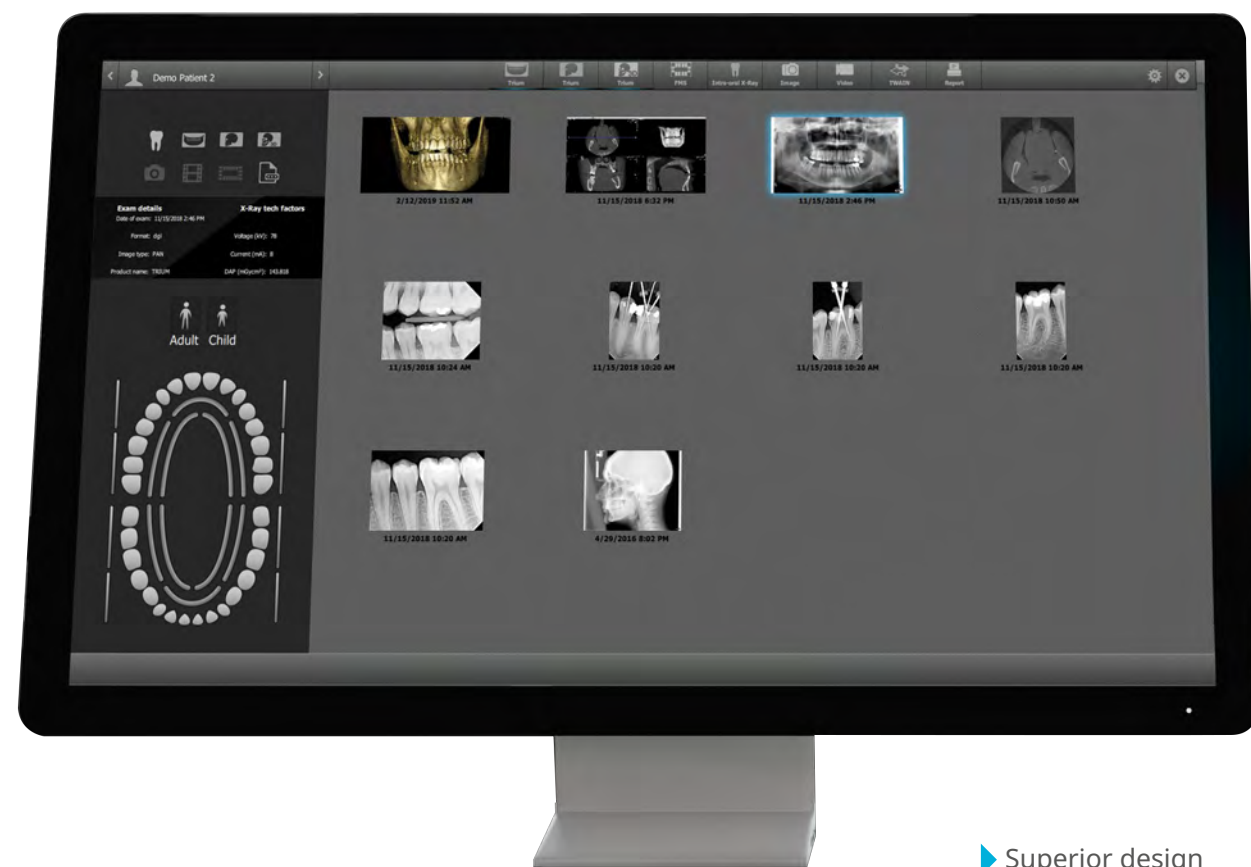 Demo Patient 2
Trium
Trium
Trium
PMS
Intra-oral X-Ray
Image
Video
TWAIN
Report
Exam details
X-Ray tech factors
Date of exam: 11/15/2018 2:46 PM
Format: dgi
Voltage (kV): 78
Image type: PAN
Current (mA): 8
Product name: TRIUM
DAP (mGycm²): 143.818
Adult
Child
2/12/2019 11:52 AM
11/15/2018 6:32 PM
11/15/2018 2:46 PM
11/15/2018 10:50 AM
11/15/2018 10:24 AM
11/15/2018 10:20 AM
11/15/2018 10:20 AM
11/15/2018 10:20 AM
11/15/2018 10:20 AM
4/29/2016 8:02 PM
Superior design